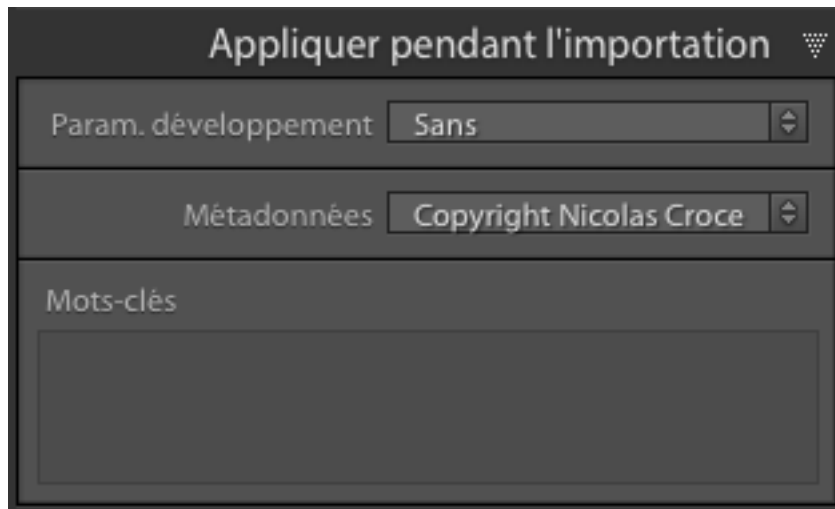 Appliquer pendant l'importation
Param. développement Sans
Métadonnées Copyright Nicolas Croce
Mots-clés